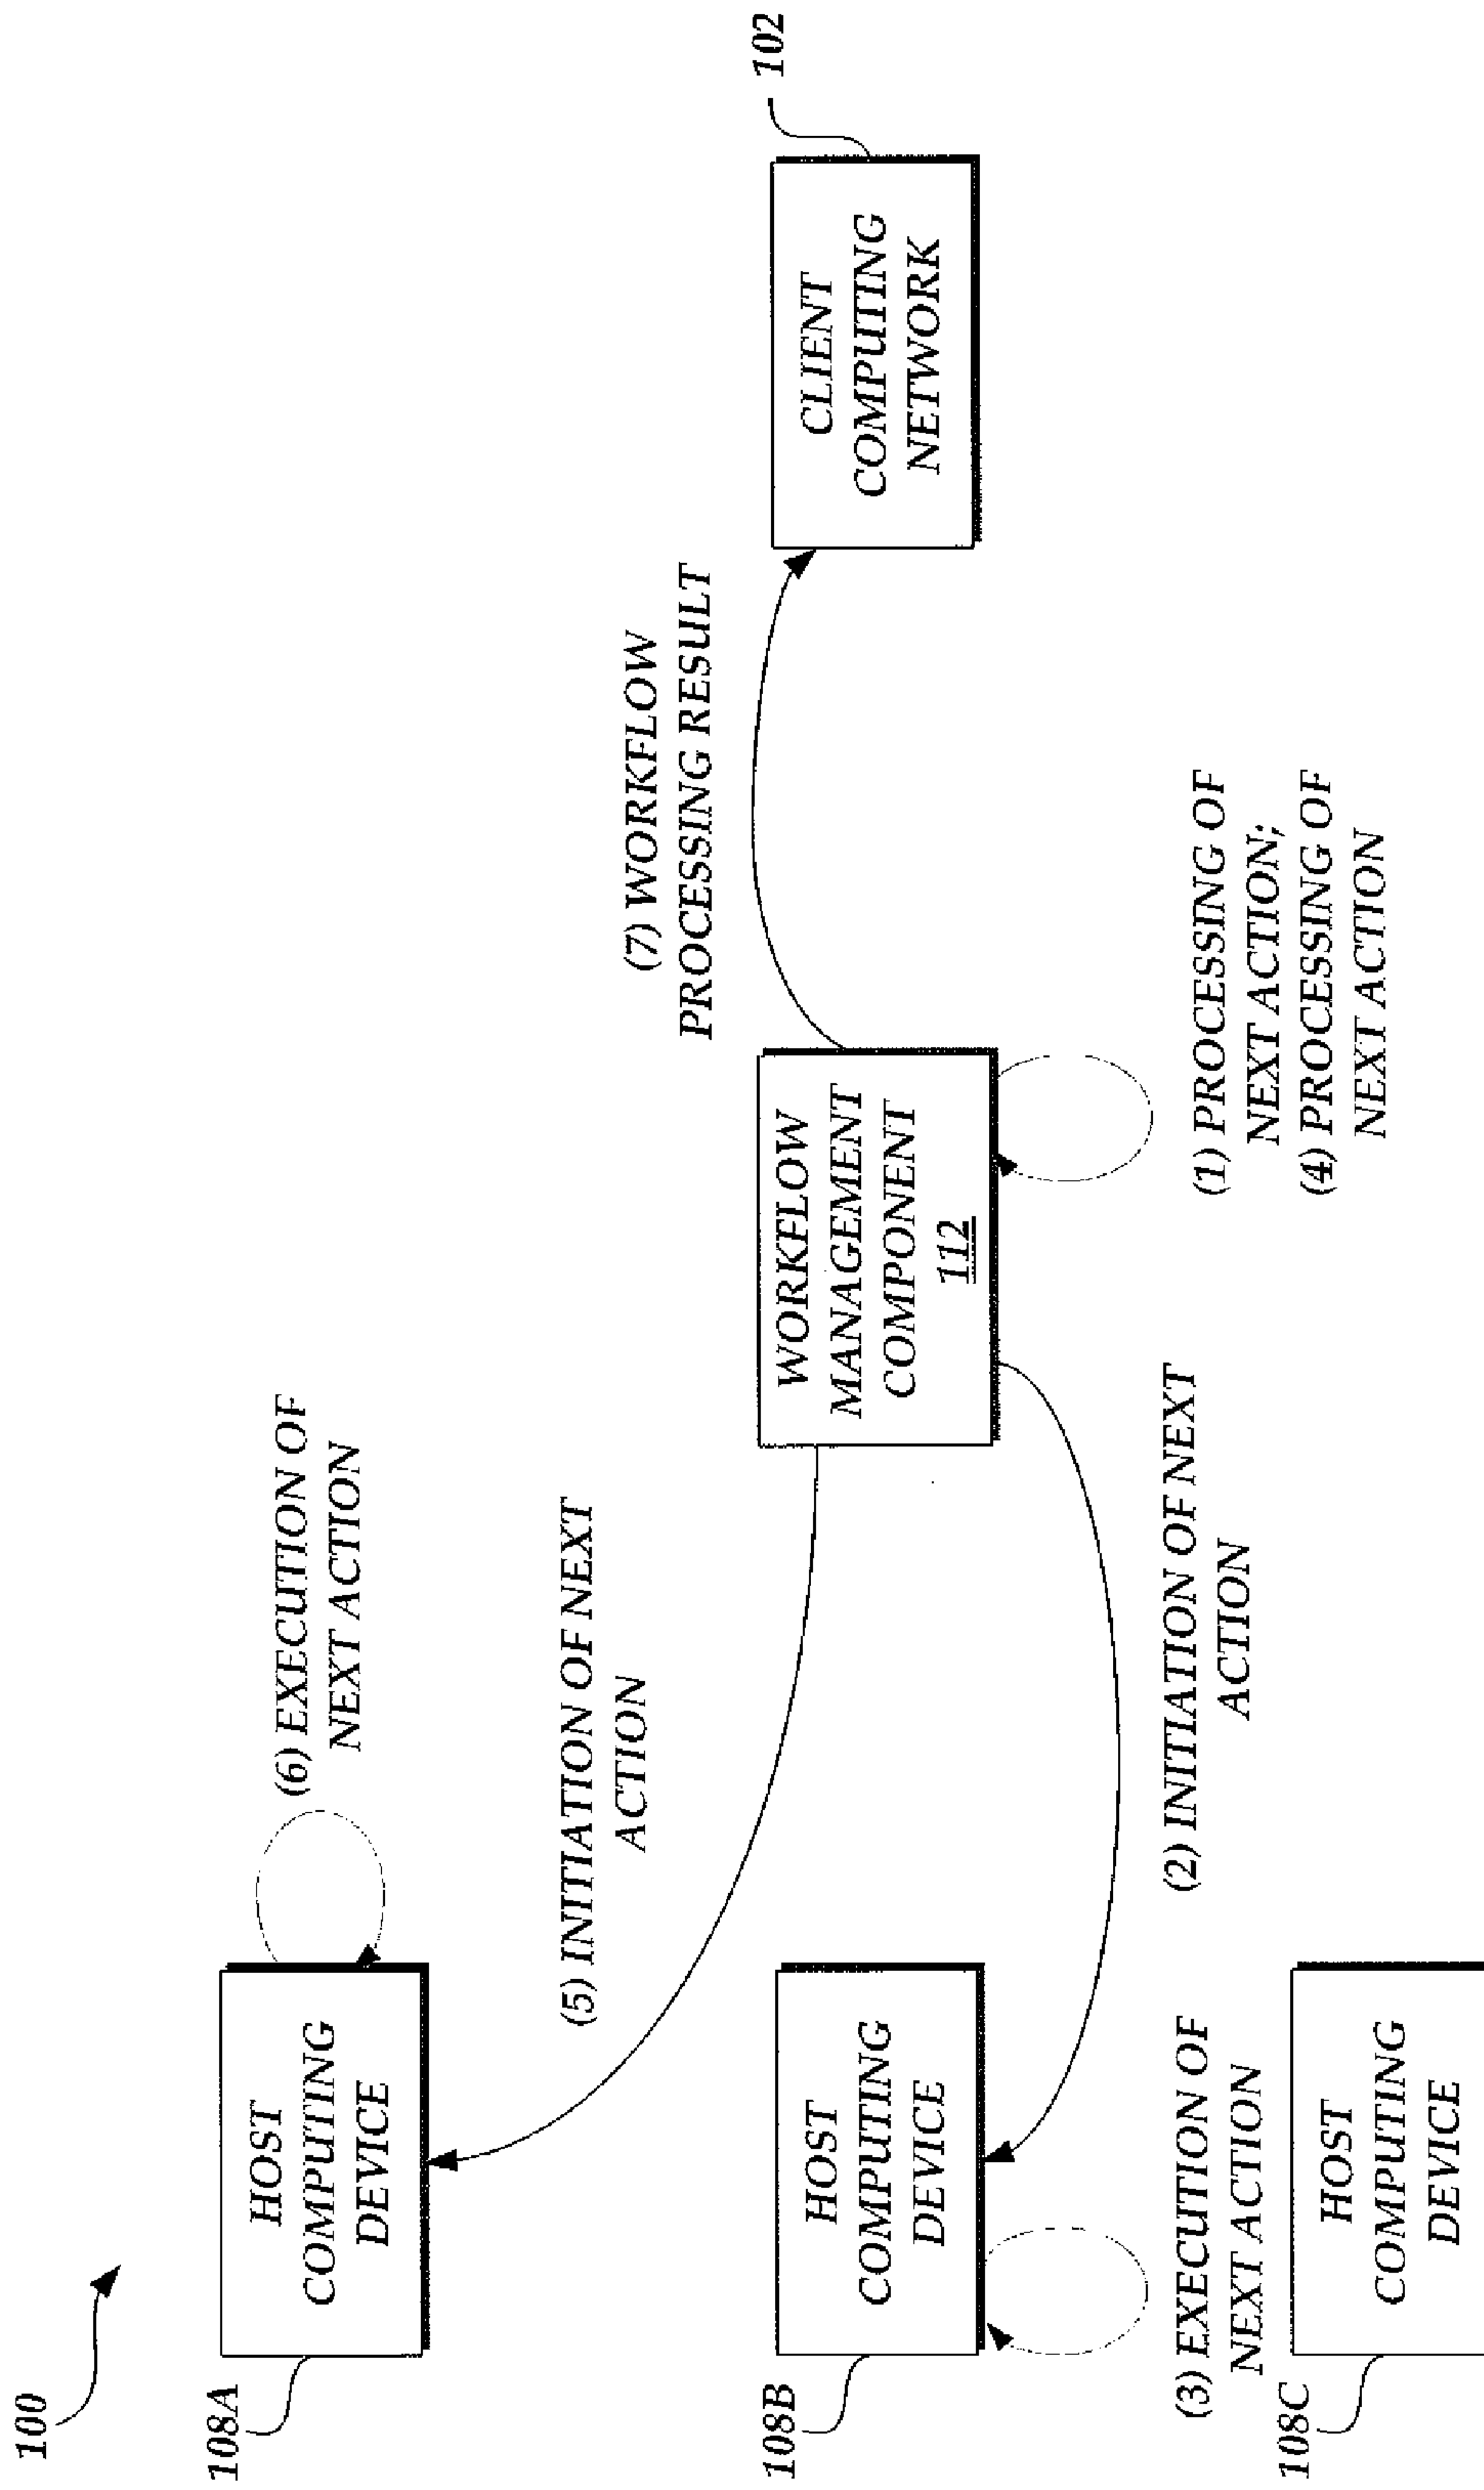 100
108A
HOST
COMPUTING
DEVICE
(6) EXECUTION OF
NEXT ACTION
(5) INITIATION OF NEXT
ACTION
(7) WORKFLOW
PROCESSING RESULT
108B
HOST
COMPUTING
DEVICE
WORKFLOW
MANAGEMENT
COMPONENT
112
CLIENT
COMPUTING
NETWORK
102
(3) EXECUTION OF
NEXT ACTION
(2) INITIATION OF NEXT
ACTION
(1) PROCESSING OF
NEXT ACTION;
(4) PROCESSING OF
NEXT ACTION
108C
HOST
COMPUTING
DEVICE